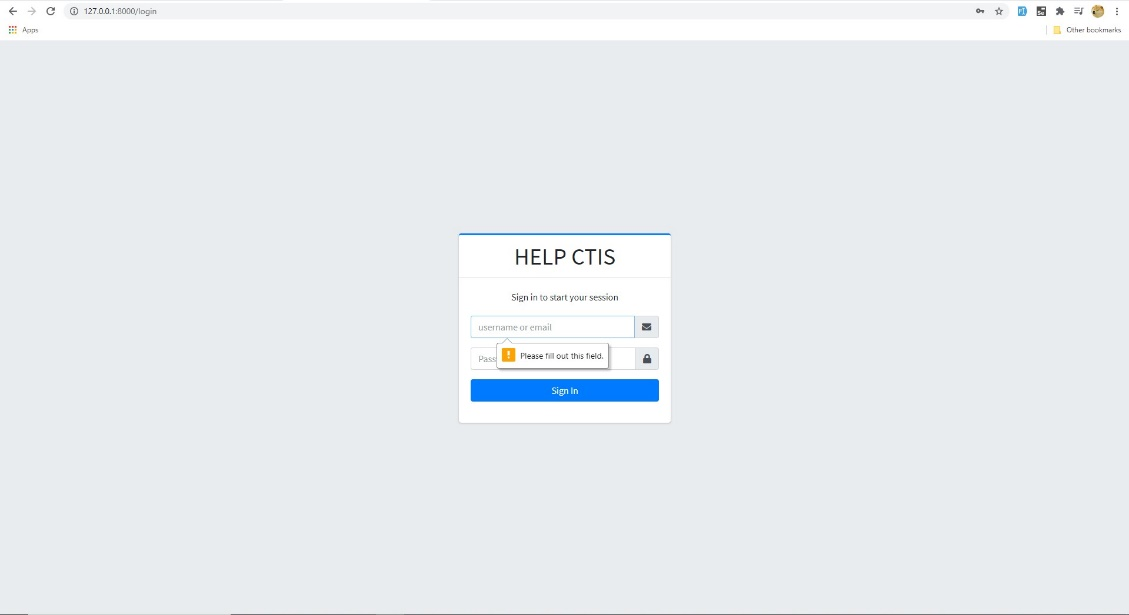 127.0.0.1:8000/login
Apps
Other bookmarks
HELP CTIS
Sign in to start your session
username or email
Please fill out this field.
Pass
Sign In